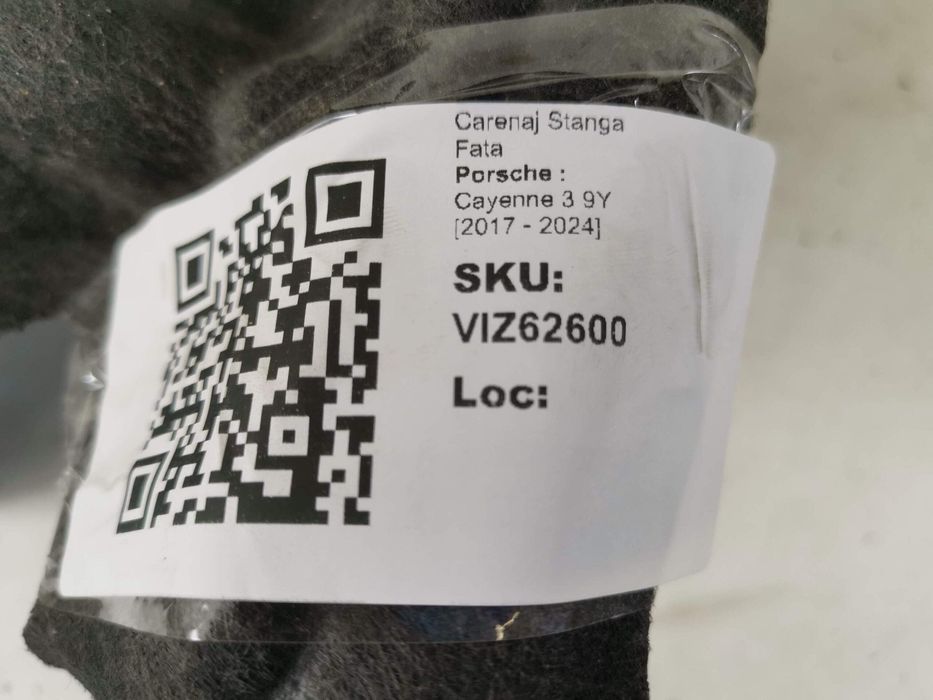 Carenaj Stanga
Fata
Porsche :
Cayenne 3 9Y
[2017 - 2024]
SKU:
VIZ62600
Loc: